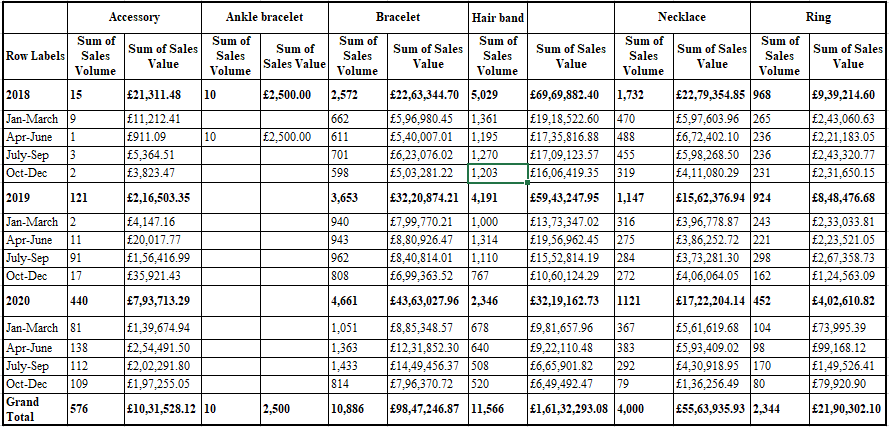 Accessory Ankle bracelet Bracelet Hair band Necklace Ring
Row Labels Sum of Sales Volume Sum of Sales Value Sum of Sales Volume Sum of Sales Value Sum of Sales Volume Sum of Sales Value Sum of Sales Volume Sum of Sales Value Sum of Sales Volume Sum of Sales Value Sum of Sales Volume Sum of Sales Value
2018 15 £21,311.48 10 £2,500.00 2,572 £22,63,344.70 5,029 £69,69,882.40 1,732 £22,79,354.85 968 £9,39,214.60
Jan-March 9 £11,212.41 662 £5,96,980.45 1,361 £19,18,522.60 470 £5,97,603.96 265 £2,43,060.63
Apr-June 1 £911.09 10 £2,500.00 611 £5,40,007.01 1,195 £17,35,816.88 488 £6,72,402.10 236 £2,21,183.05
July-Sep 3 £5,364.51 701 £6,23,076.02 1,270 £17,09,123.57 455 £5,98,268.50 236 £2,43,320.77
Oct-Dec 2 £3,823.47 598 £5,03,281.22 1,203 £16,06,419.35 319 £4,11,080.29 231 £2,31,650.15
2019 121 £2,16,503.35 3,653 £32,20,874.21 4,191 £59,43,247.95 1,147 £15,62,376.94 924 £8,48,476.68
Jan-March 2 £4,147.16 940 £7,99,770.21 1,000 £13,73,347.02 316 £3,96,778.87 243 £2,33,033.81
Apr-June 11 £20,017.77 943 £8,80,926.47 1,314 £19,56,962.45 275 £3,86,252.72 221 £2,23,521.05
July-Sep 91 £1,56,416.99 962 £8,40,814.01 1,110 £15,52,814.19 284 £3,73,281.30 298 £2,67,358.73
Oct-Dec 17 £35,921.43 808 £6,99,363.52 767 £10,60,124.29 272 £4,06,064.05 162 £1,24,563.09
2020 440 £7,93,713.29 4,661 £43,63,027.96 2,346 £32,19,162.73 1121 £17,22,204.14 452 £4,02,610.82
Jan-March 81 £1,39,674.94 1,051 £8,85,348.57 678 £9,81,657.96 367 £5,61,619.68 104 £73,995.39
Apr-June 138 £2,54,491.50 1,363 £12,31,852.30 640 £9,22,110.48 383 £5,93,409.02 98 £99,168.12
July-Sep 112 £2,02,291.80 1,433 £14,49,456.37 508 £6,65,901.82 292 £4,30,918.95 170 £1,49,526.41
Oct-Dec 109 £1,97,255.05 814 £7,96,370.72 520 £6,49,492.47 79 £1,36,256.49 80 £79,920.90
Grand Total 576 £10,31,528.12 10 2,500 10,886 £98,47,246.87 11,566 £1,61,32,293.08 4,000 £55,63,935.93 2,344 £21,90,302.10